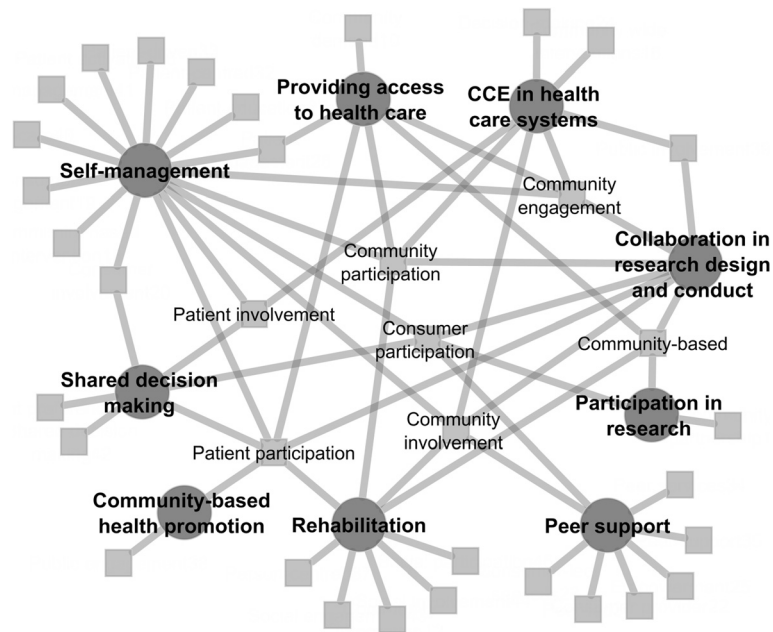 Providing access
to health care
CCE in health
care systems
Self-management
Community
engagement
Collaboration in
research design
and conduct
Community
participation
Patient involvement
Consumer
participation
Community-based
Shared decision
making
Participation in
research
Community
involvement
Patient participation
Community-based
health promotion
Rehabilitation
Peer support